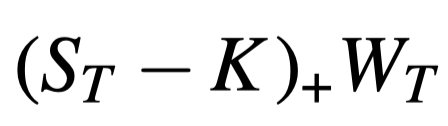 (S_T − K)_+ W_T